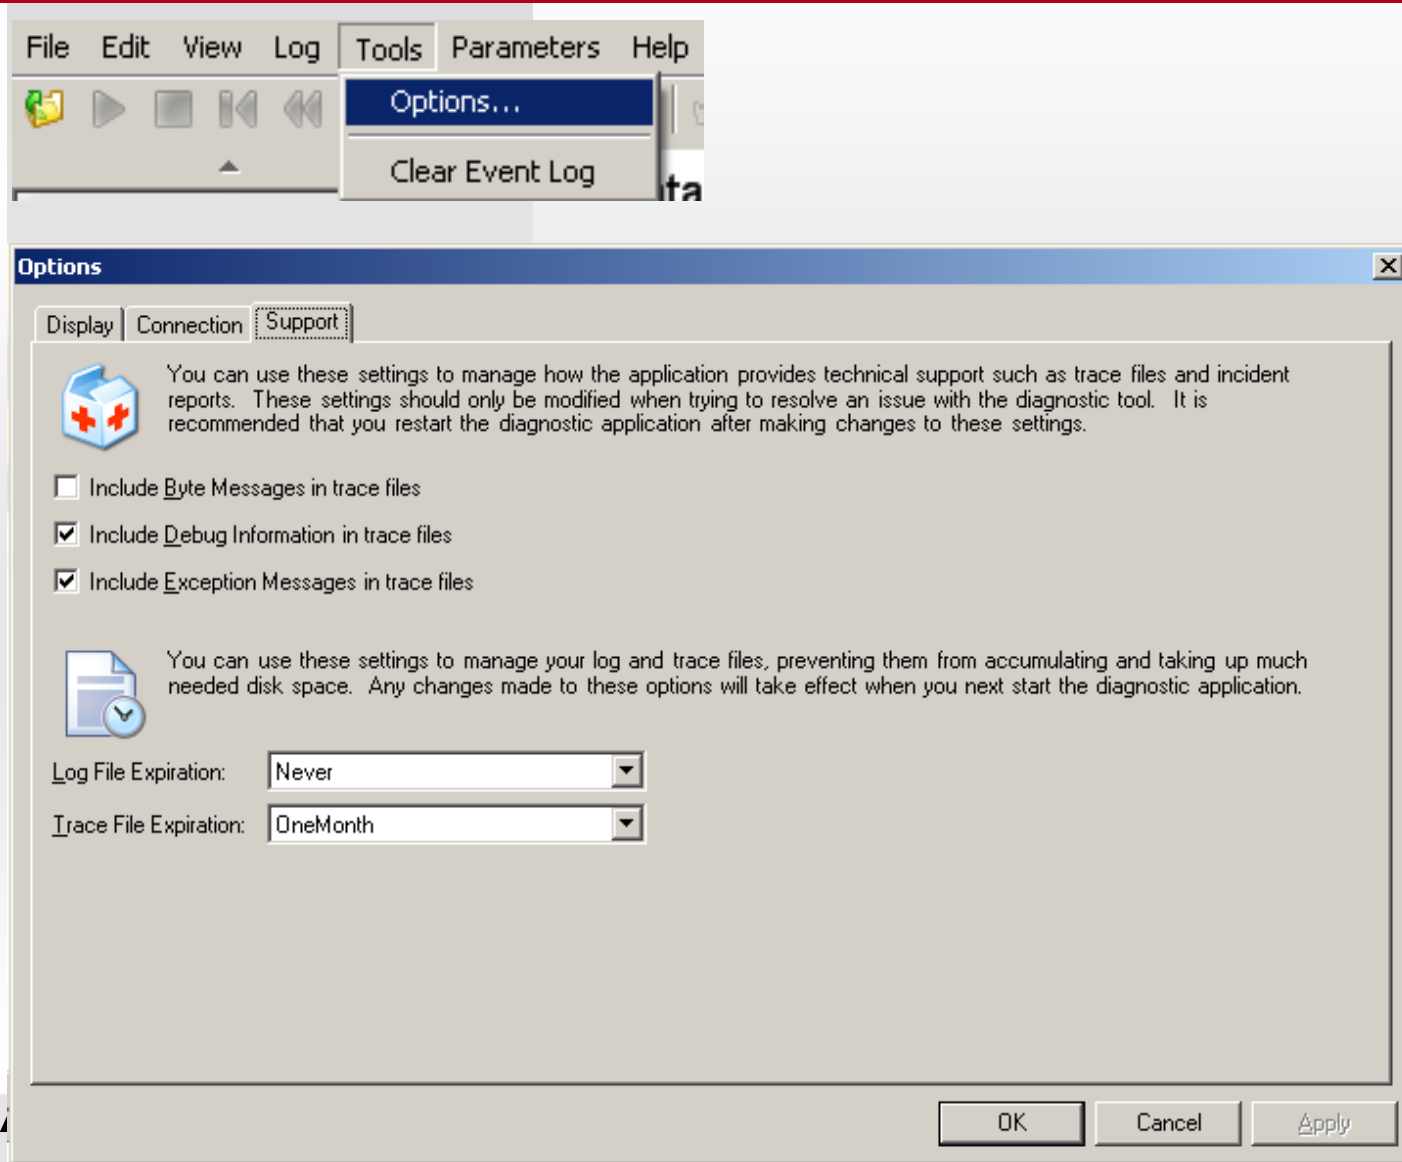 File Edit View Log Tools Parameters Help
Options...
Clear Event Log
Options
Display Connection Support
You can use these settings to manage how the application provides technical support such as trace files and incident
reports. These settings should only be modified when trying to resolve an issue with the diagnostic tool. It is
recommended that you restart the diagnostic application after making changes to these settings.
Include Byte Messages in trace files
Include Debug Information in trace files
Include Exception Messages in trace files
You can use these settings to manage your log and trace files, preventing them from accumulating and taking up much
needed disk space. Any changes made to these options will take effect when you next start the diagnostic application.
Log File Expiration: Never
Trace File Expiration: OneMonth
OK Cancel Apply